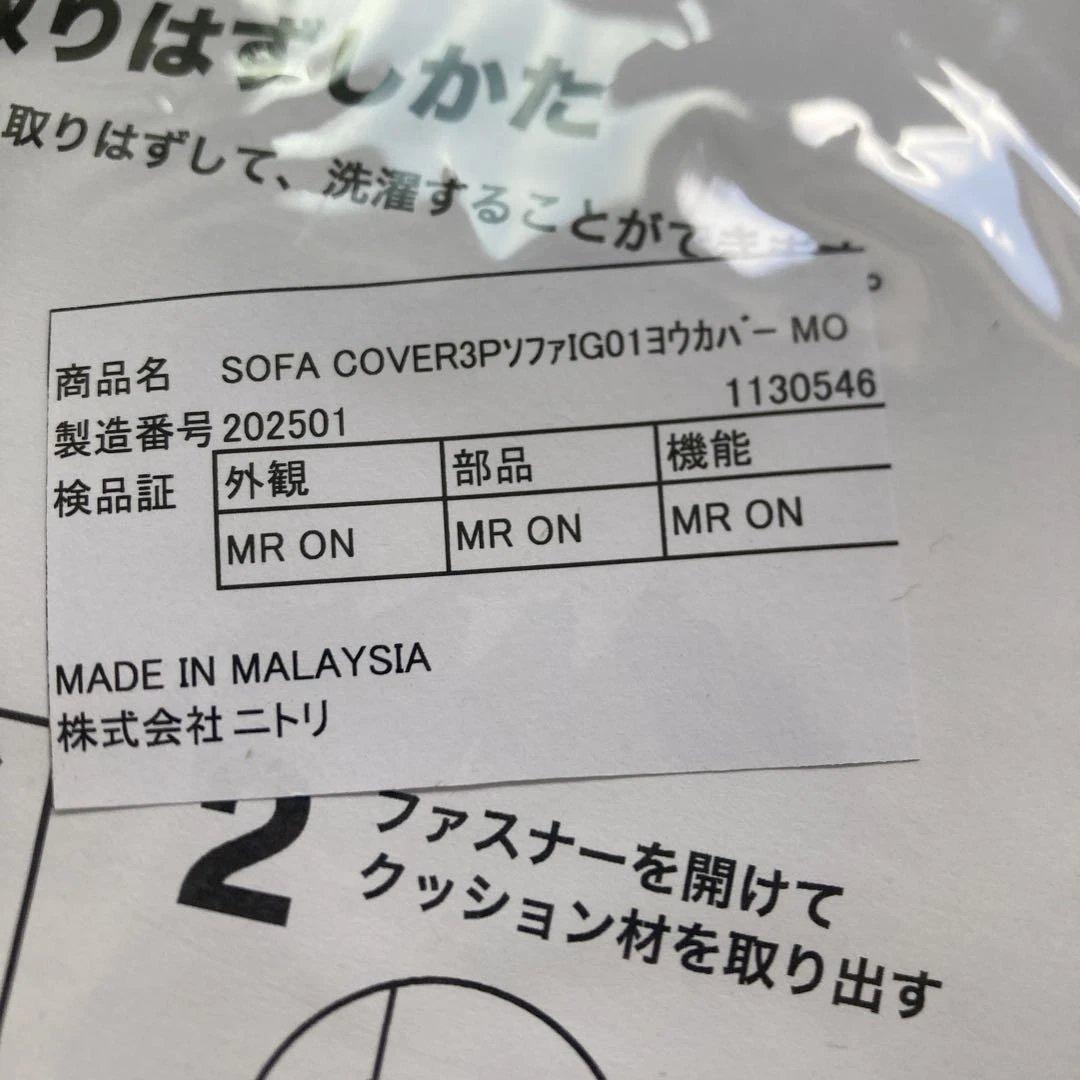 取りはずしかた
取りはずして、洗濯することができます。
商品名 SOFA COVER3PソファIG01ヨウカバー MO
製造番号 202501 1130546
検品証 外観 部品 機能
MR ON MR ON MR ON
MADE IN MALAYSIA
株式会社ニトリ
2 ファスナーを開けて
クッション材を取り出す